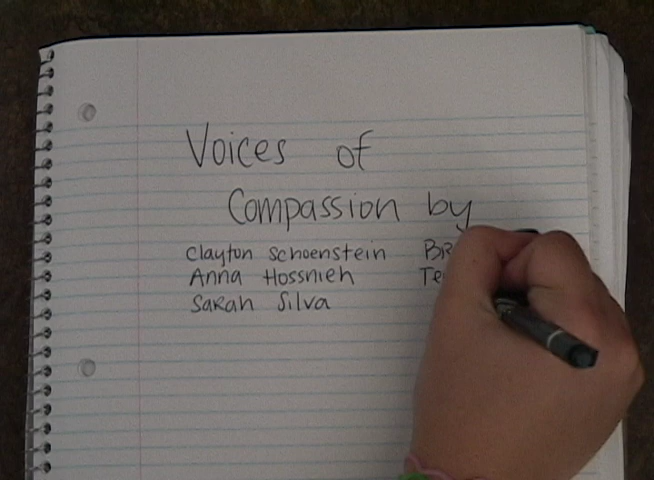 Voices of
Compassion by
Clayton Schoenstein
Anna Hossnieh
Sarah Silva